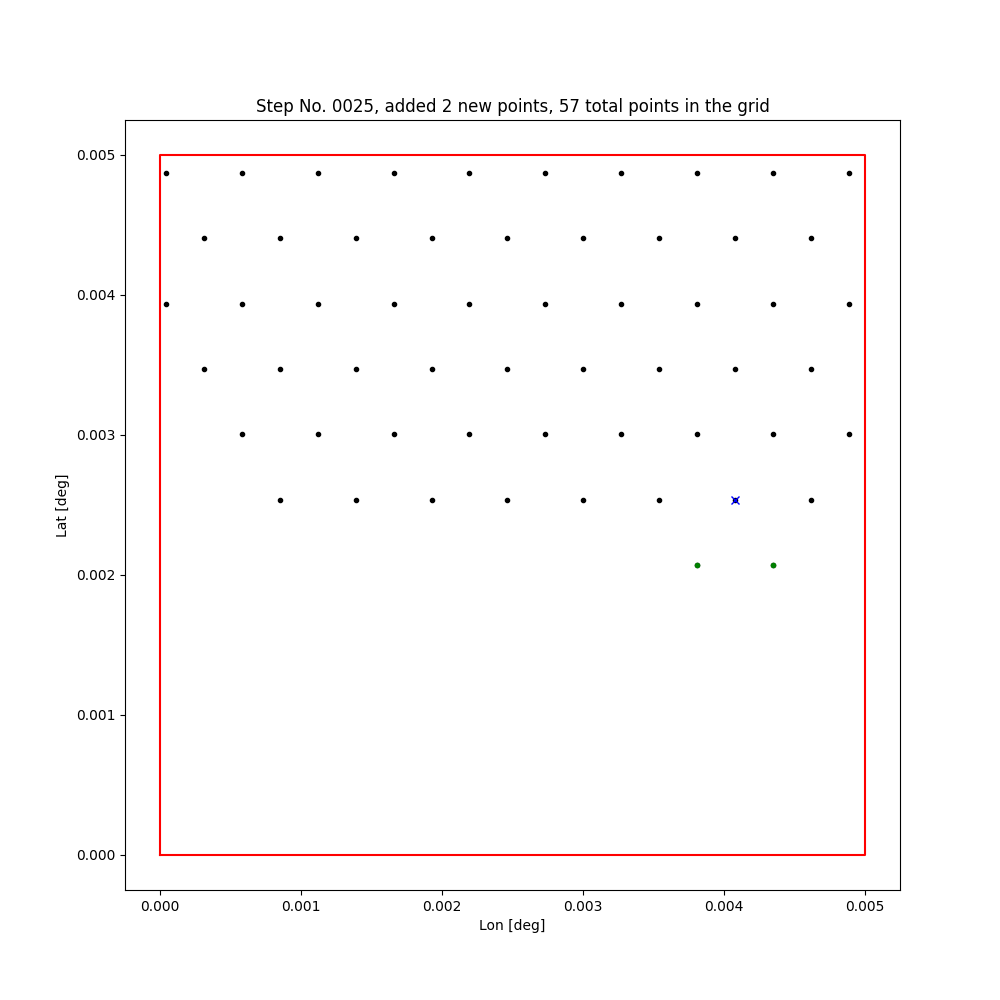 Step No. 0025, added 2 new points, 57 total points in the grid
0.005
0.004
0.003
0.002
0.001
0.000
Lat [deg]
0.000 0.001 0.002 0.003 0.004 0.005
Lon [deg]